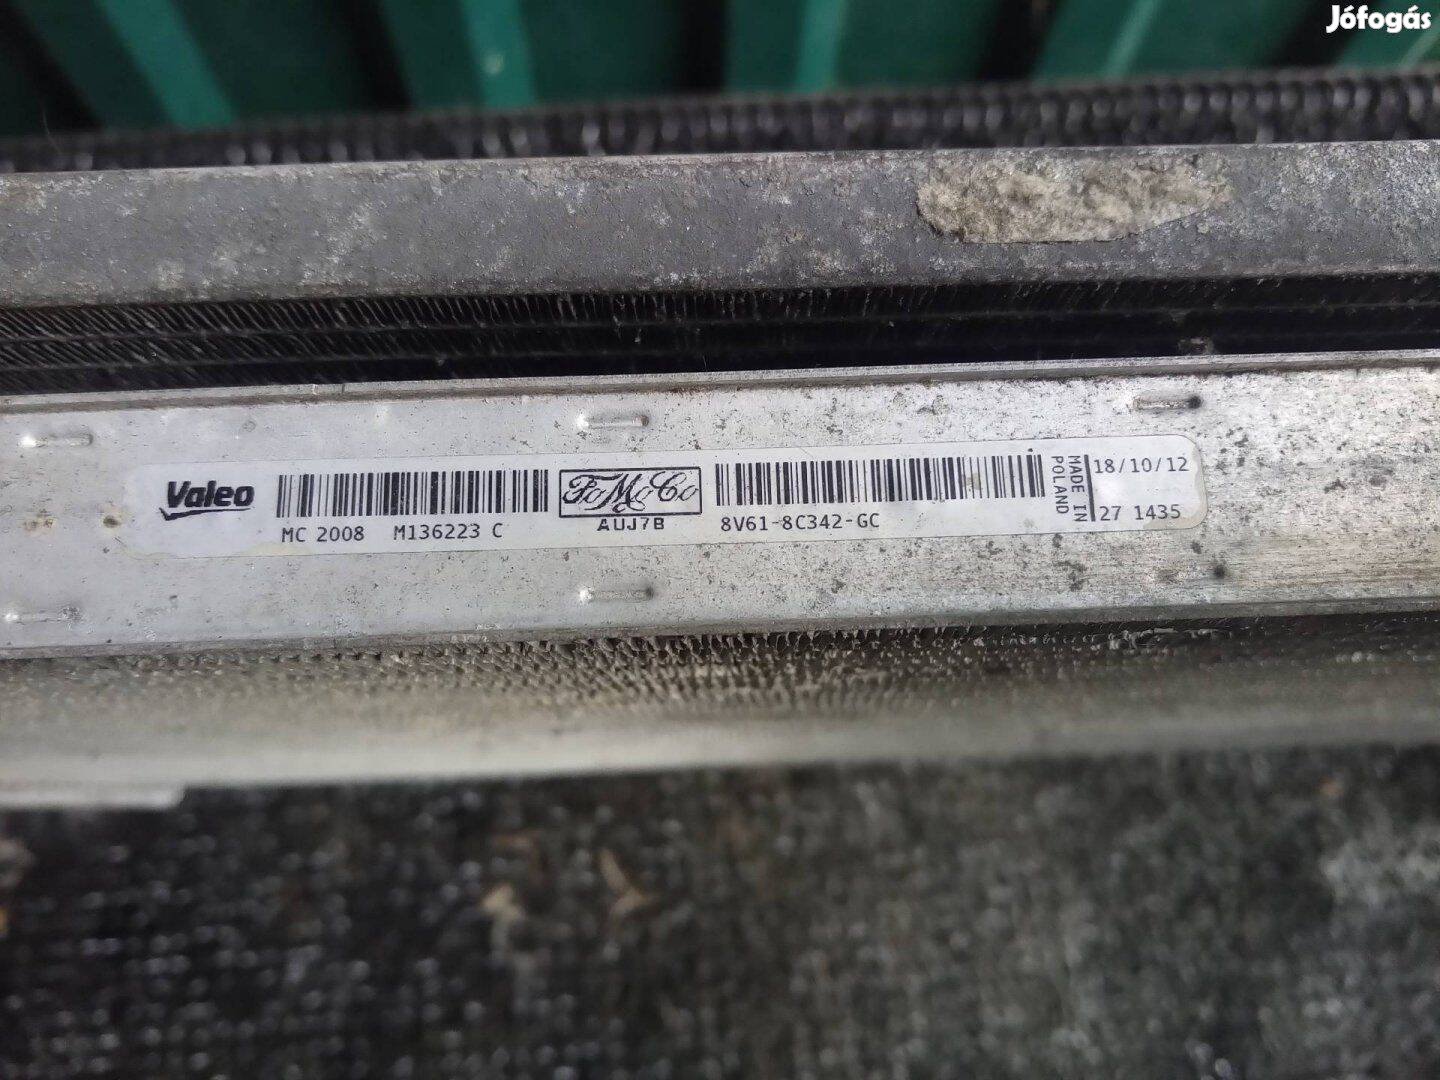 Jófogás
Valeo
MC 2008 M136223 C
FoMoCo
AUJ7B
8V61-8C342-GC
MADE IN
POLAND
18/10/12
27 1435